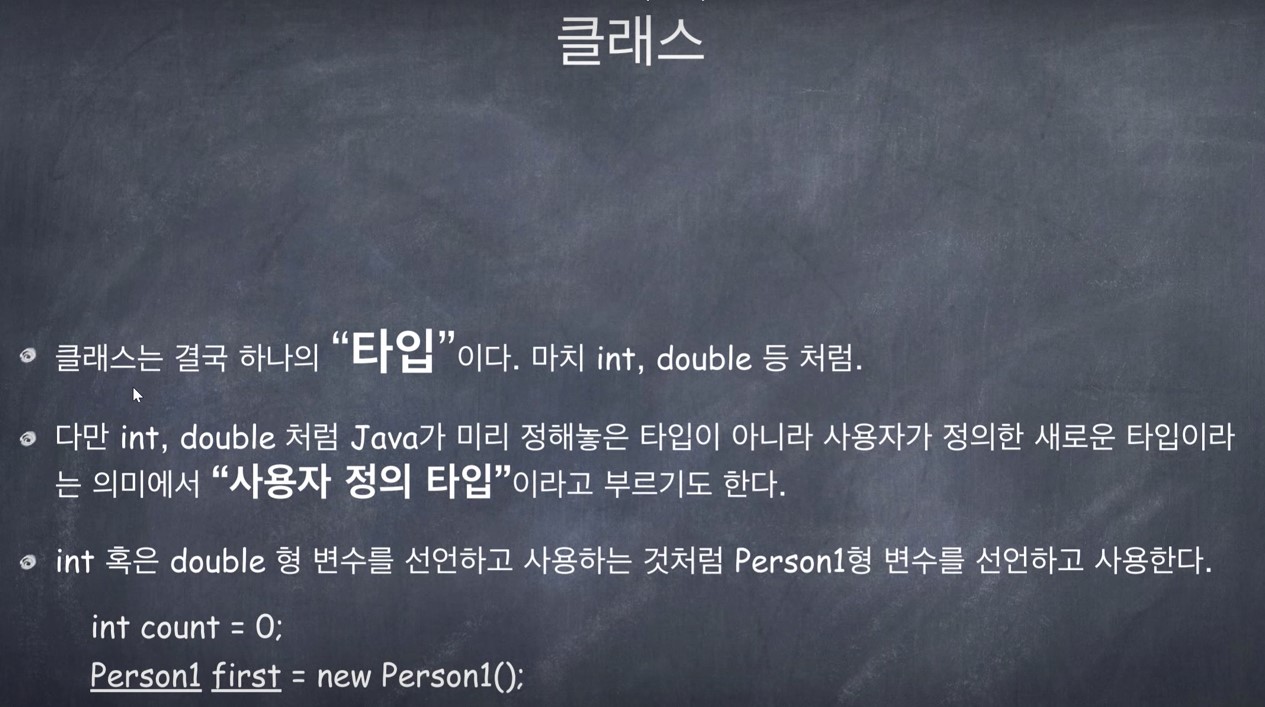 클래스
클래스는 결국 하나의 “타입”이다. 마치 int, double 등 처럼.
다만 int, double 처럼 Java가 미리 정해놓은 타입이 아니라 사용자가 정의한 새로운 타입이라
는 의미에서 “사용자 정의 타입”이라고 부르기도 한다.
int 혹은 double 형 변수를 선언하고 사용하는 것처럼 Person1형 변수를 선언하고 사용한다.
int count = 0;
Person1 first = new Person1();